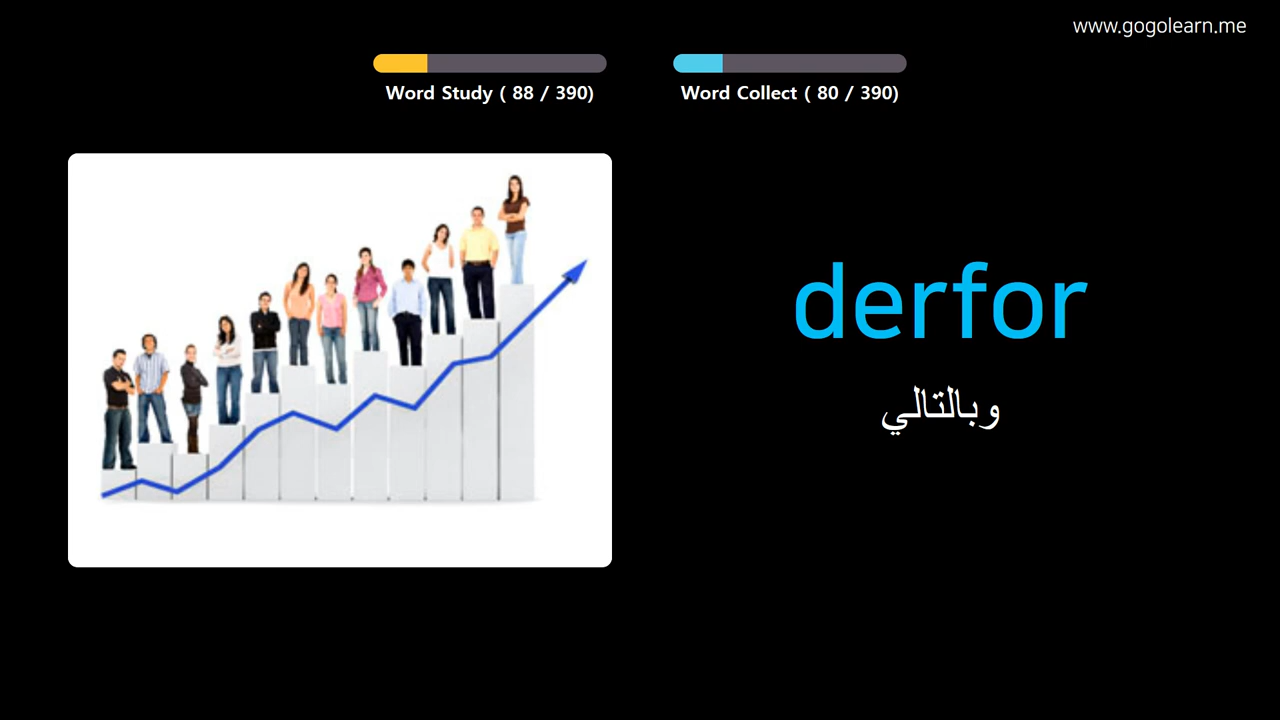 www.gogolearn.me
Word Study ( 88 / 390)
Word Collect ( 80 / 390)
derfor
وبالتالي